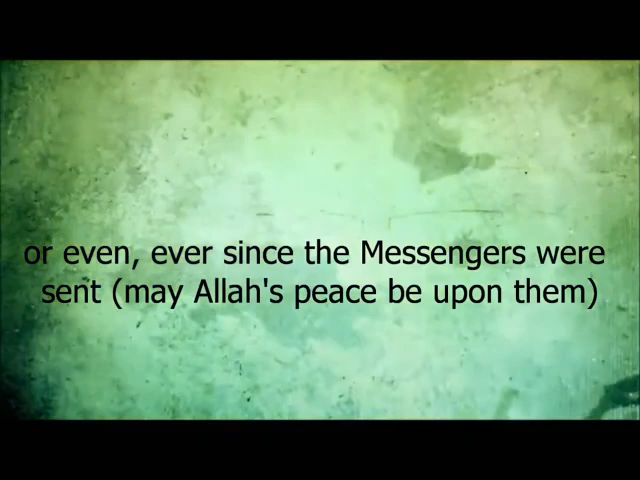 or even, ever since the Messengers were
sent (may Allah's peace be upon them)